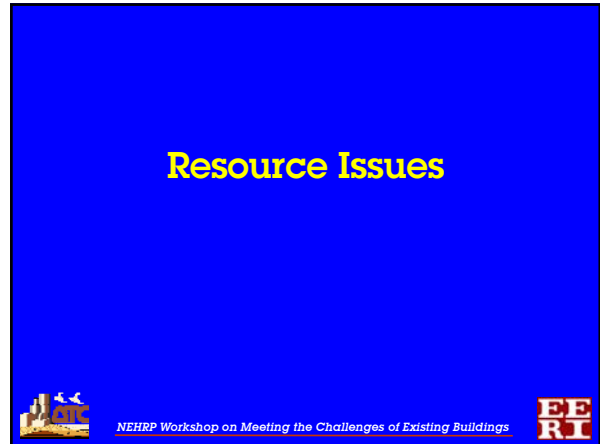 Resource Issues
ATC
NEHRP Workshop on Meeting the Challenges of Existing Buildings
EE
RI